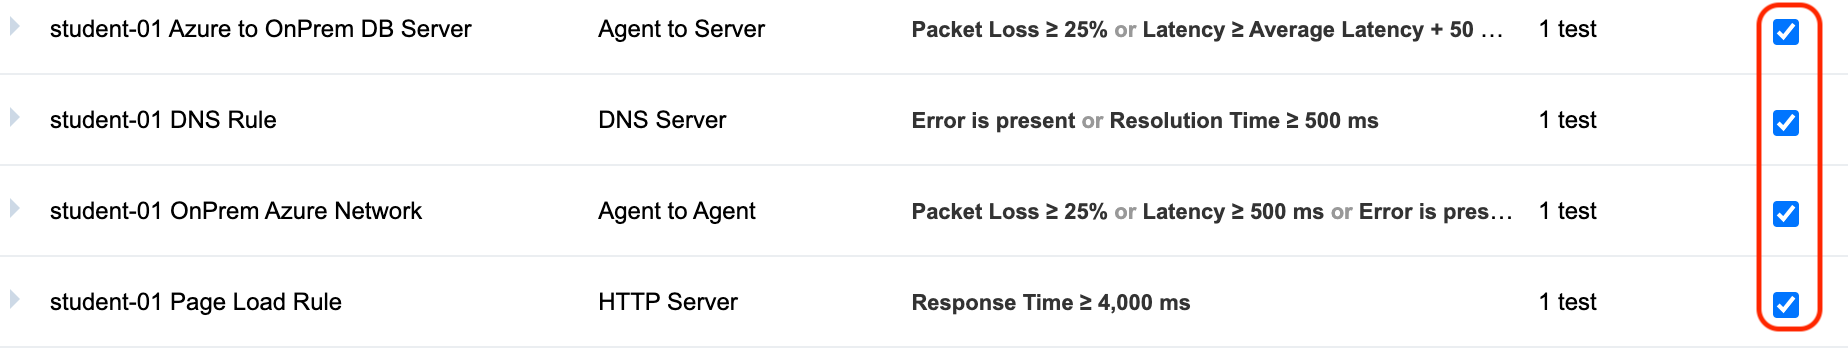 student-01 Azure to OnPrem DB Server Agent to Server Packet Loss ≥ 25% or Latency ≥ Average Latency + 50 … 1 test
student-01 DNS Rule DNS Server Error is present or Resolution Time ≥ 500 ms 1 test
student-01 OnPrem Azure Network Agent to Agent Packet Loss ≥ 25% or Latency ≥ 500 ms or Error is pres… 1 test
student-01 Page Load Rule HTTP Server Response Time ≥ 4,000 ms 1 test